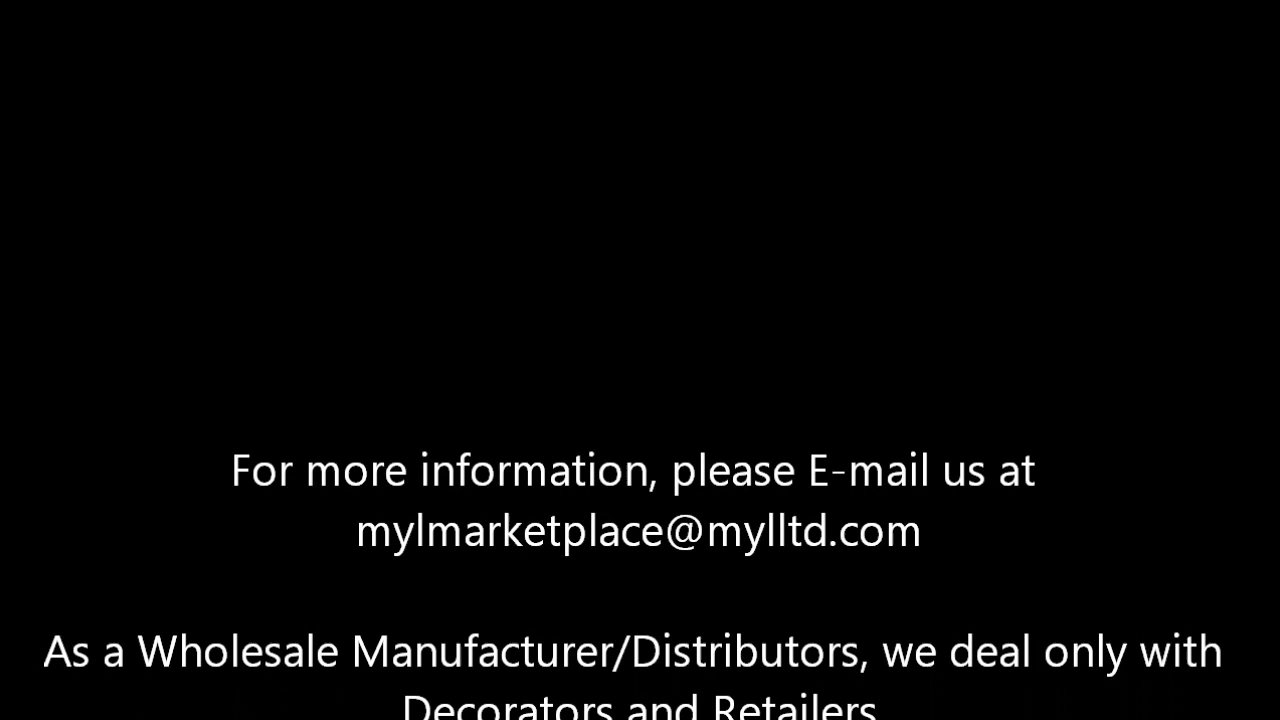 For more information, please E-mail us at
mylmarketplace@mylltd.com
As a Wholesale Manufacturer/Distributors, we deal only with
Decorators and Retailers